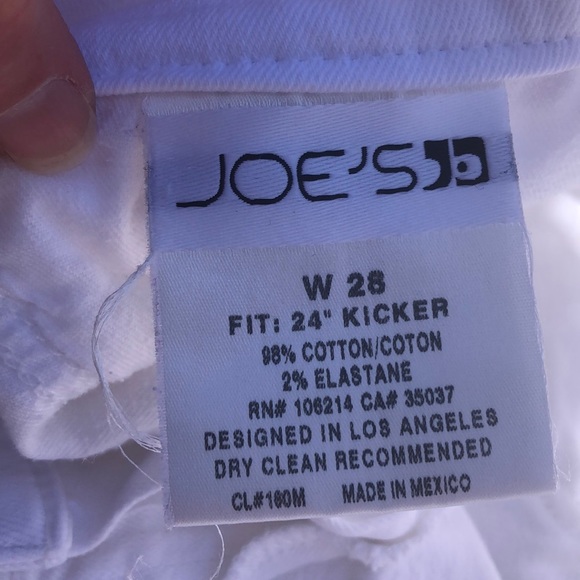 JOE'S
W 28
FIT: 24" KICKER
98% COTTON/COTON
2% ELASTANE
RN# 106214 CA# 35037
DESIGNED IN LOS ANGELES
DRY CLEAN RECOMMENDED
CL#160M MADE IN MEXICO